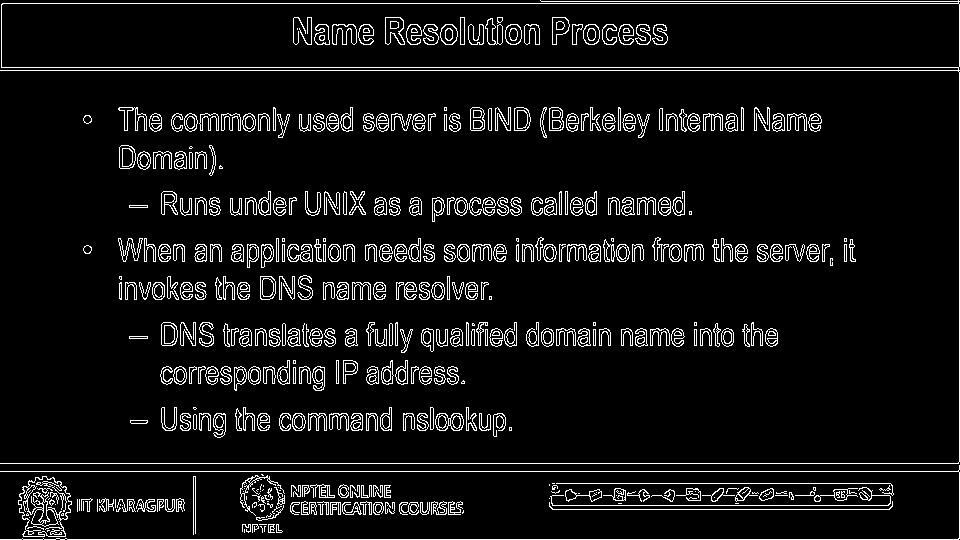 Name Resolution Process
• The commonly used server is BIND (Berkeley Internal Name
Domain).
– Runs under UNIX as a process called named.
• When an application needs some information from the server, it
invokes the DNS name resolver.
– DNS translates a fully qualified domain name into the
corresponding IP address.
– Using the command nslookup.
IIT KHARAGPUR
NPTEL ONLINE
CERTIFICATION COURSES
NPTEL